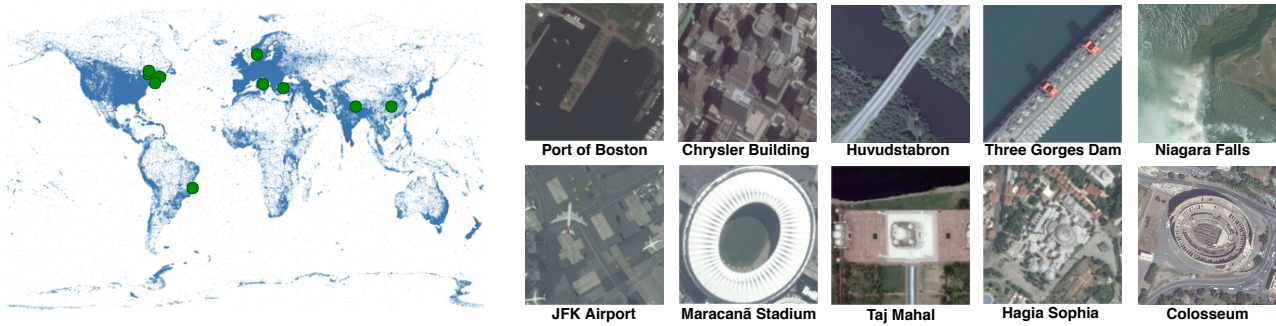 Port of Boston
Chrysler Building
Huvudstabron
Three Gorges Dam
Niagara Falls
JFK Airport
Maracanã Stadium
Taj Mahal
Hagia Sophia
Colosseum